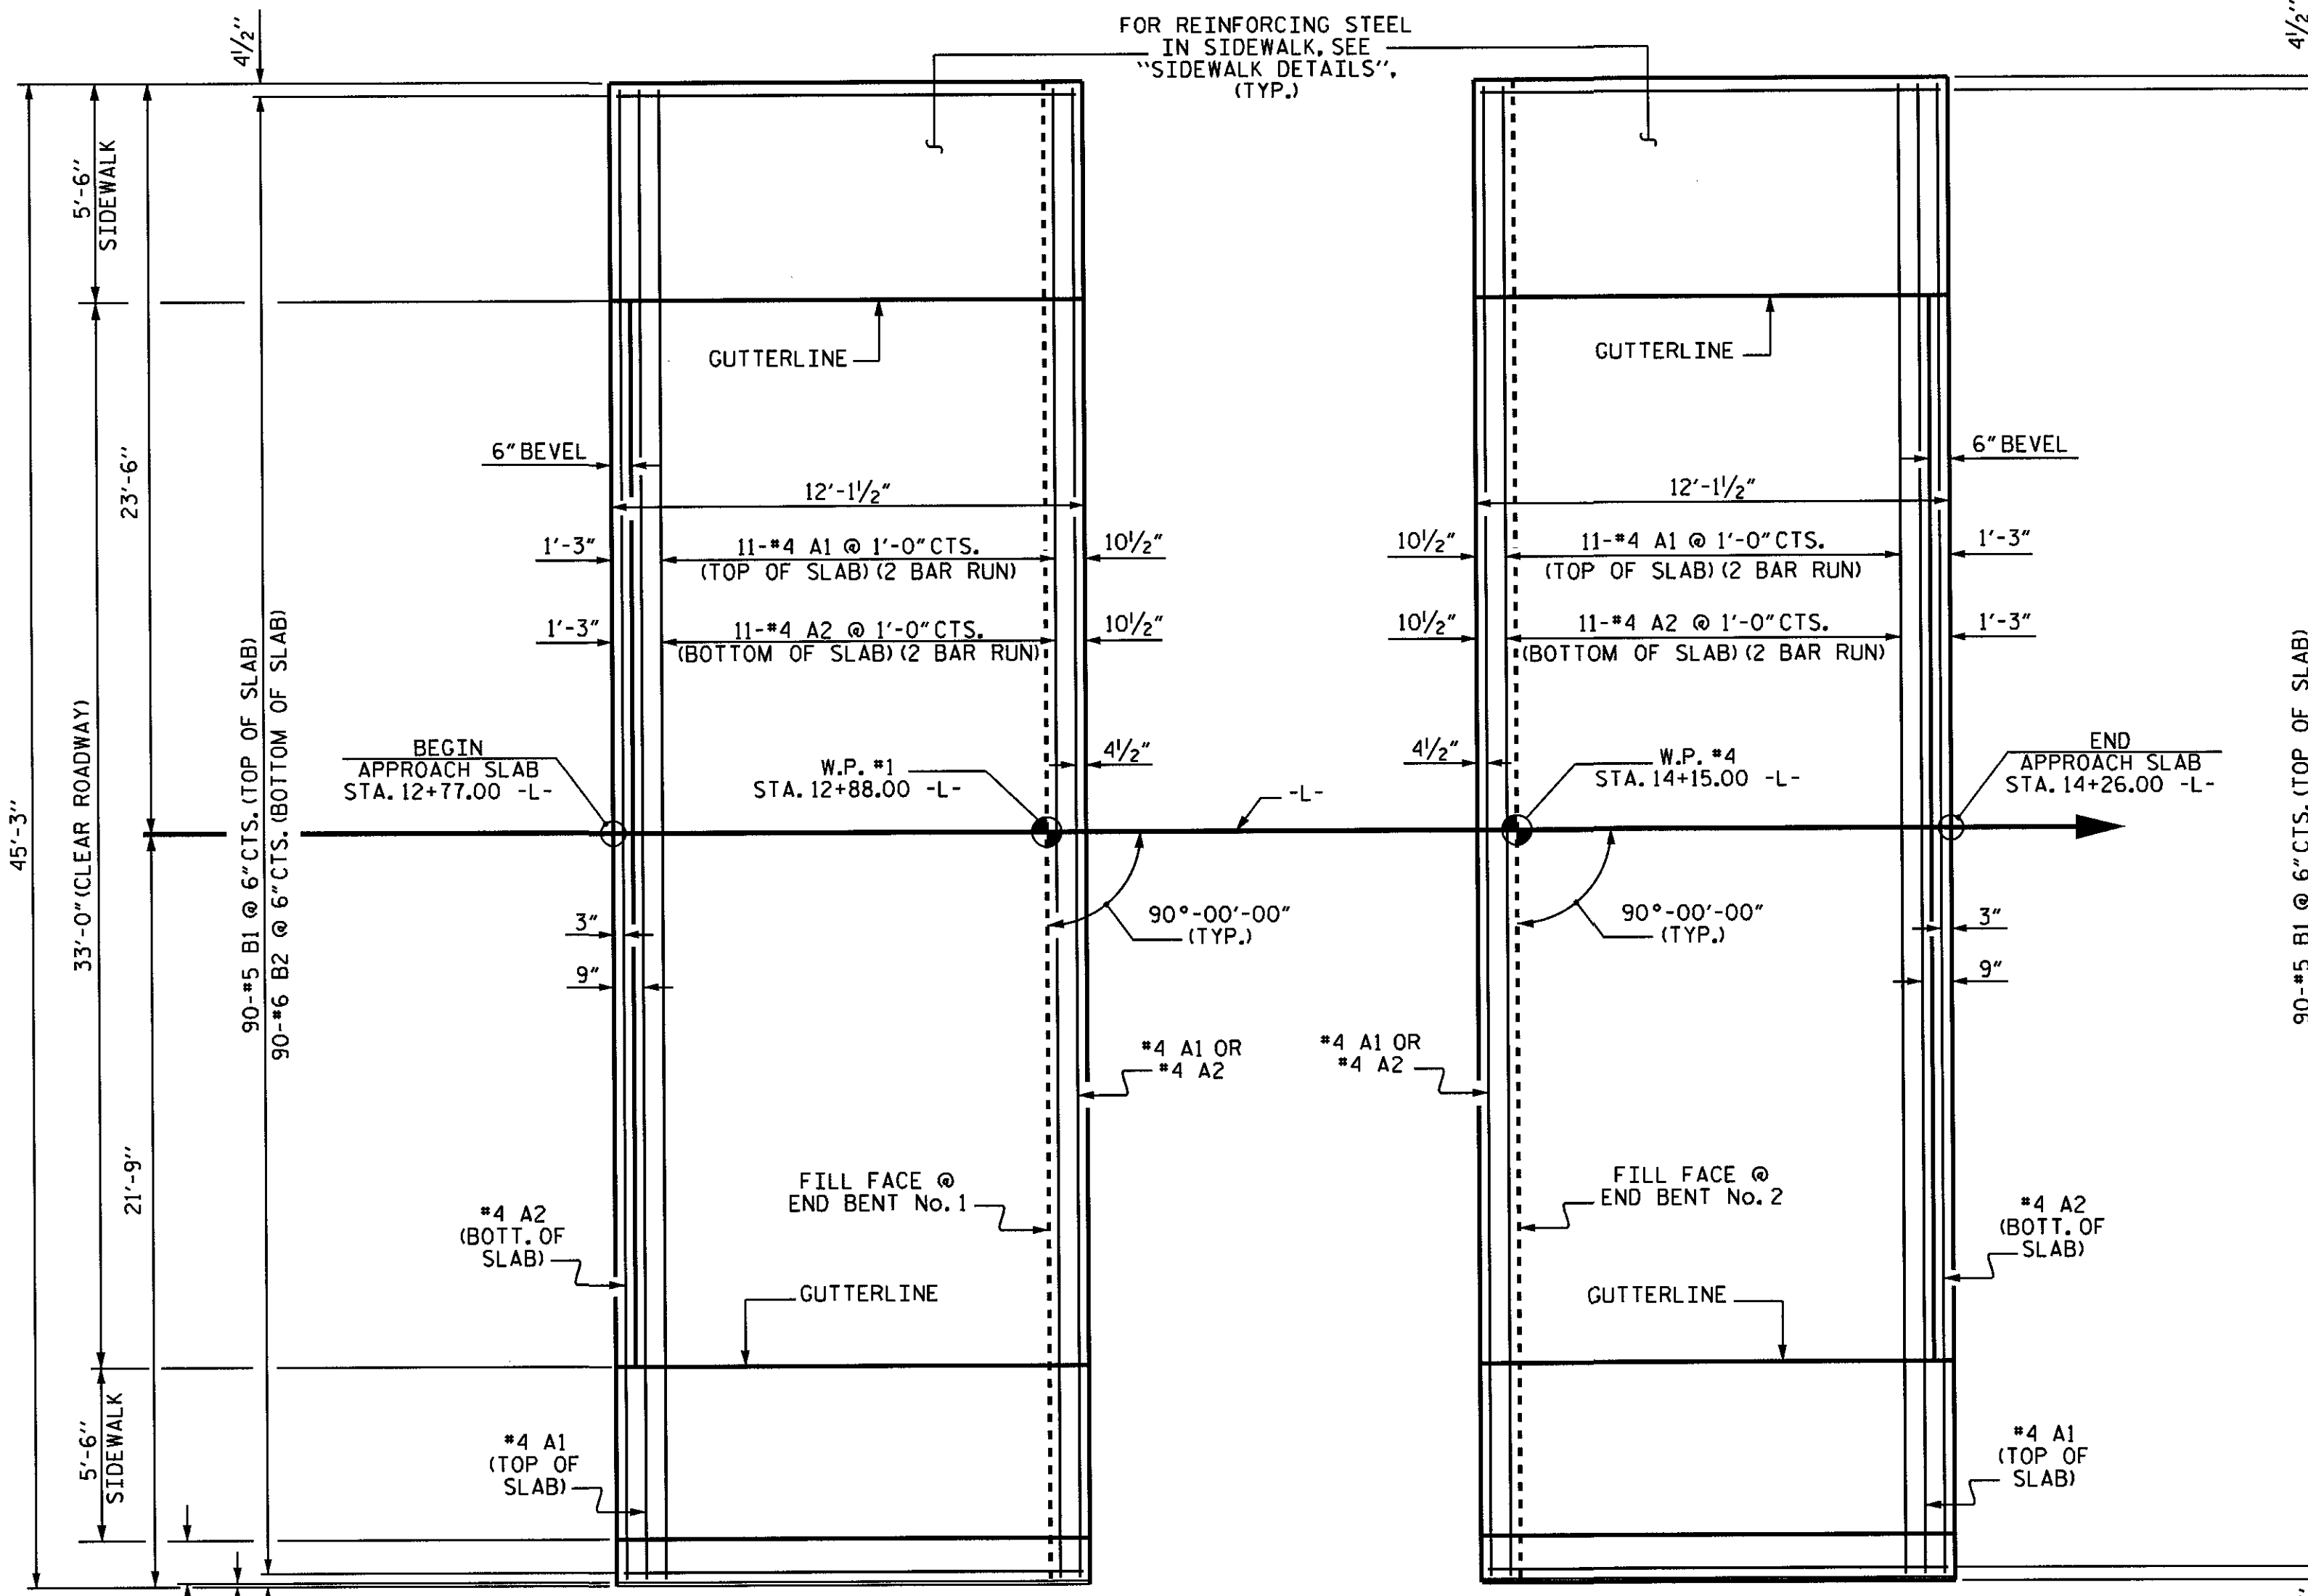 FOR REINFORCING STEEL
IN SIDEWALK, SEE
"SIDEWALK DETAILS",
(TYP.)
4½"
4½"
5'-6"
SIDEWALK
23'-6"
33'-0" (CLEAR ROADWAY)
45'-3"
90-#5 B1 @ 6" CTS. (TOP OF SLAB)
90-#6 B2 @ 6" CTS. (BOTTOM OF SLAB)
21'-9"
5'-6"
SIDEWALK
GUTTERLINE
GUTTERLINE
6" BEVEL
6" BEVEL
12'-1½"
12'-1½"
1'-3"
11-#4 A1 @ 1'-0" CTS.
(TOP OF SLAB) (2 BAR RUN)
10½"
10½"
11-#4 A1 @ 1'-0" CTS.
(TOP OF SLAB) (2 BAR RUN)
1'-3"
1'-3"
11-#4 A2 @ 1'-0" CTS.
(BOTTOM OF SLAB) (2 BAR RUN)
10½"
10½"
11-#4 A2 @ 1'-0" CTS.
(BOTTOM OF SLAB) (2 BAR RUN)
1'-3"
BEGIN
APPROACH SLAB
STA. 12+77.00 -L-
W.P. #1
STA. 12+88.00 -L-
4½"
-L-
4½"
W.P. #4
STA. 14+15.00 -L-
END
APPROACH SLAB
STA. 14+26.00 -L-
3"
9"
90°-00'-00"
(TYP.)
90°-00'-00"
(TYP.)
3"
9"
#4 A1 OR
#4 A2
#4 A1 OR
#4 A2
FILL FACE @
END BENT No. 1
FILL FACE @
END BENT No. 2
#4 A2
(BOTT. OF
SLAB)
#4 A2
(BOTT. OF
SLAB)
GUTTERLINE
GUTTERLINE
#4 A1
(TOP OF
SLAB)
#4 A1
(TOP OF
SLAB)
90-#5 B1 @ 6" CTS. (TOP OF SLAB)